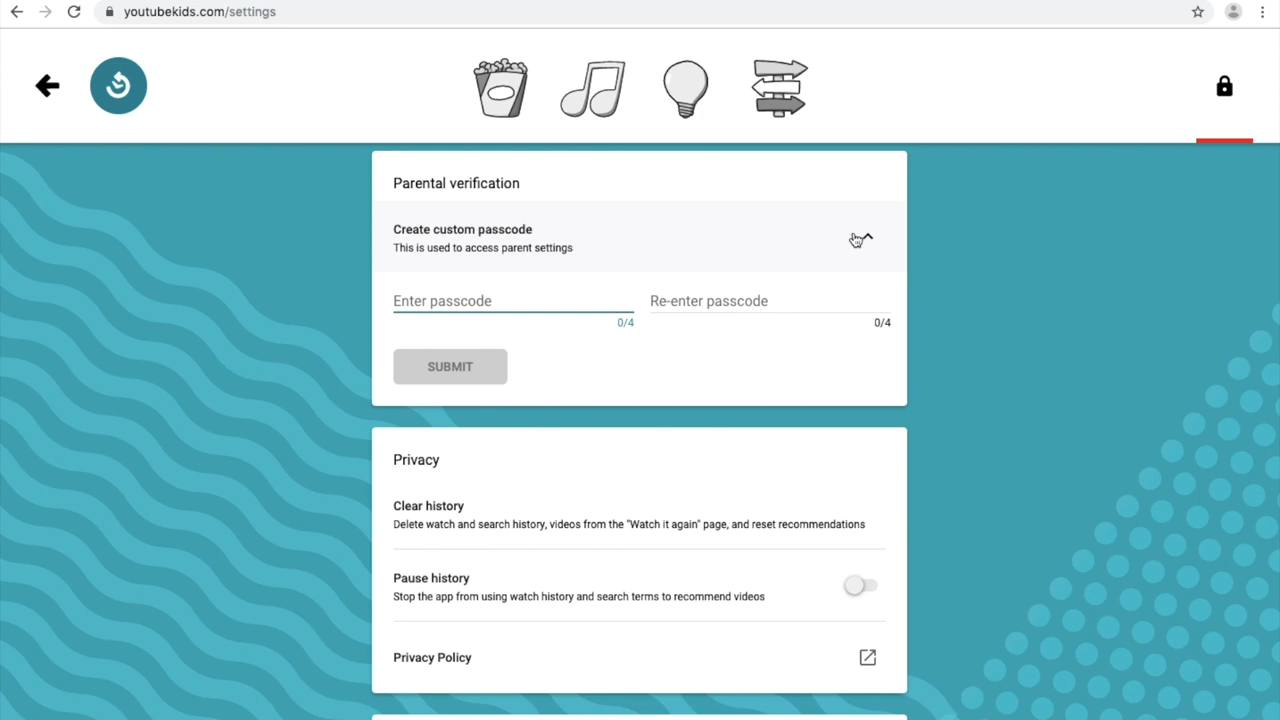 youtubekids.com/settings
Parental verification
Create custom passcode
This is used to access parent settings
Enter passcode Re-enter passcode
0/4 0/4
SUBMIT
Privacy
Clear history
Delete watch and search history, videos from the "Watch it again" page, and reset recommendations
Pause history
Stop the app from using watch history and search terms to recommend videos
Privacy Policy